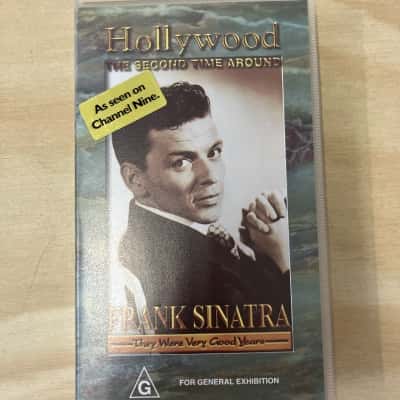 Hollywood
THE SECOND TIME AROUND
As seen on
Channel Nine.
FRANK SINATRA
They Were Very Good Years
G
FOR GENERAL EXHIBITION